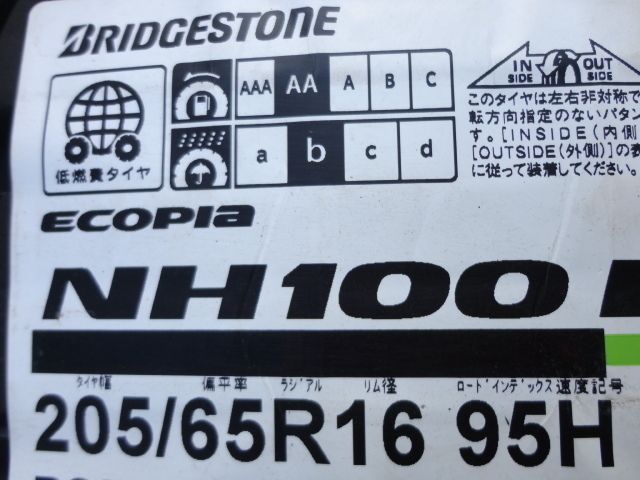 BRIDGESTONE
AAA AA A B C
a b c d
低燃費タイヤ
IN SIDE OUT SIDE
このタイヤは左右非対称で
転方向指定のないパタン
す。[INSIDE(内側
[OUTSIDE(外側)]の表
に従って装着してください。
ECOPIA
NH100
タイヤ幅 偏平率 ラジアル リム径 ロードインデックス 速度記号
205/65R16 95H